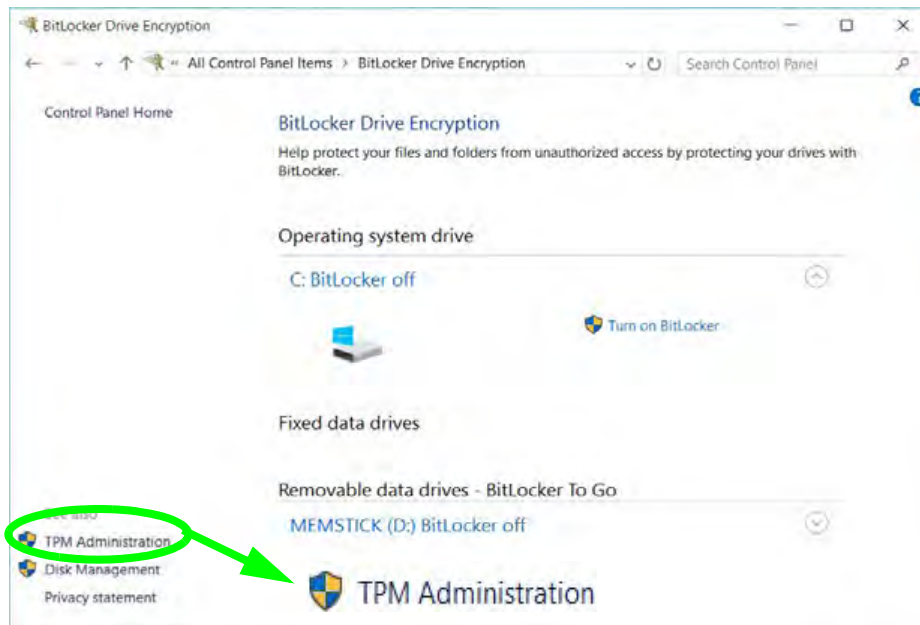 BitLocker Drive Encryption
« All Control Panel Items › BitLocker Drive Encryption
Search Control Panel
Control Panel Home
BitLocker Drive Encryption
Help protect your files and folders from unauthorized access by protecting your drives with
BitLocker.
Operating system drive
C: BitLocker off
Turn on BitLocker
Fixed data drives
Removable data drives - BitLocker To Go
MEMSTICK (D:) BitLocker off
See also
TPM Administration
Disk Management
Privacy statement
TPM Administration